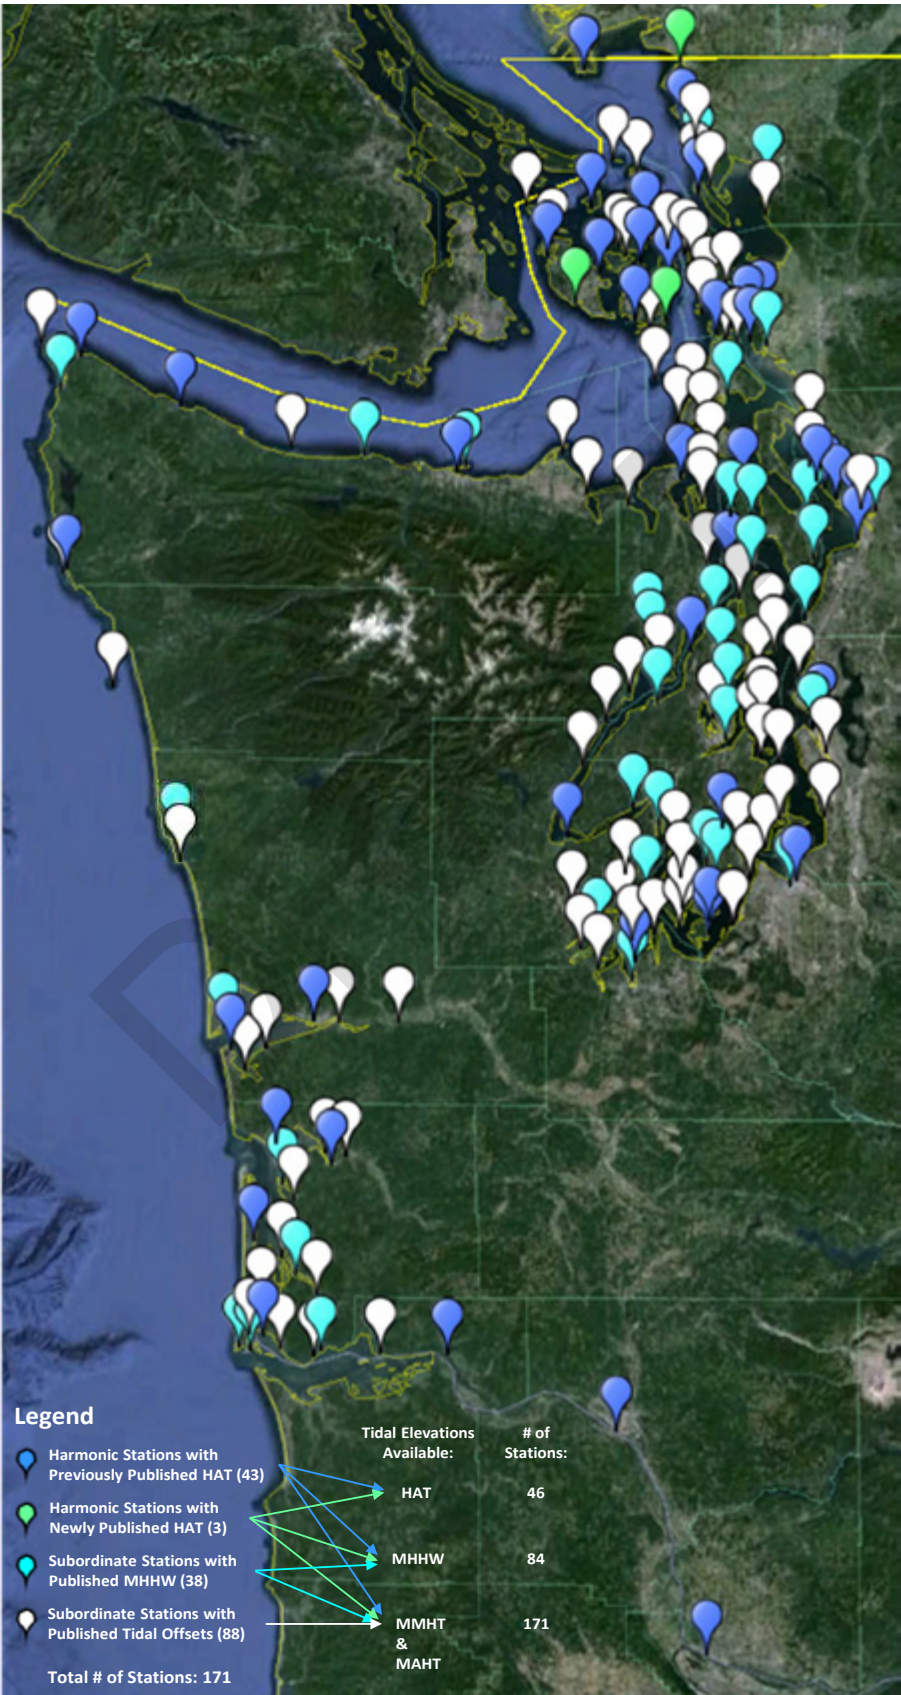 Legend
Harmonic Stations with
Previously Published HAT (43)
Harmonic Stations with
Newly Published HAT (3)
Subordinate Stations with
Published MHHW (38)
Subordinate Stations with
Published Tidal Offsets (88)
Total # of Stations: 171
Tidal Elevations
Available:
# of
Stations:
HAT
46
MHHW
84
MMHT
&
MAHT
171